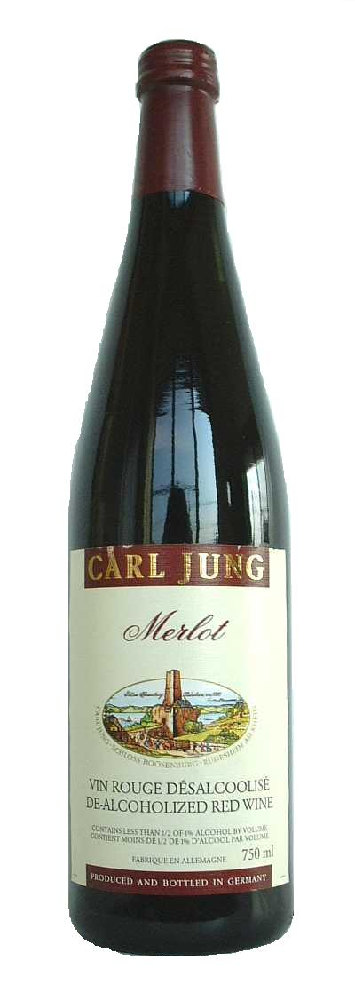 CARL JUNG
Merlot
CARL JUNG · SCHLOSS BOOSENBURG · RÜDESHEIM AM RHEIN
VIN ROUGE DÉSALCOOLISÉ
DE-ALCOHOLIZED RED WINE
CONTAINS LESS THAN 1/2 OF 1% ALCOHOL BY VOLUME
CONTIENT MOINS DE 1/2 DE 1% D'ALCOOL PAR VOLUME
750 ml
FABRIQUE EN ALLEMAGNE
PRODUCED AND BOTTLED IN GERMANY